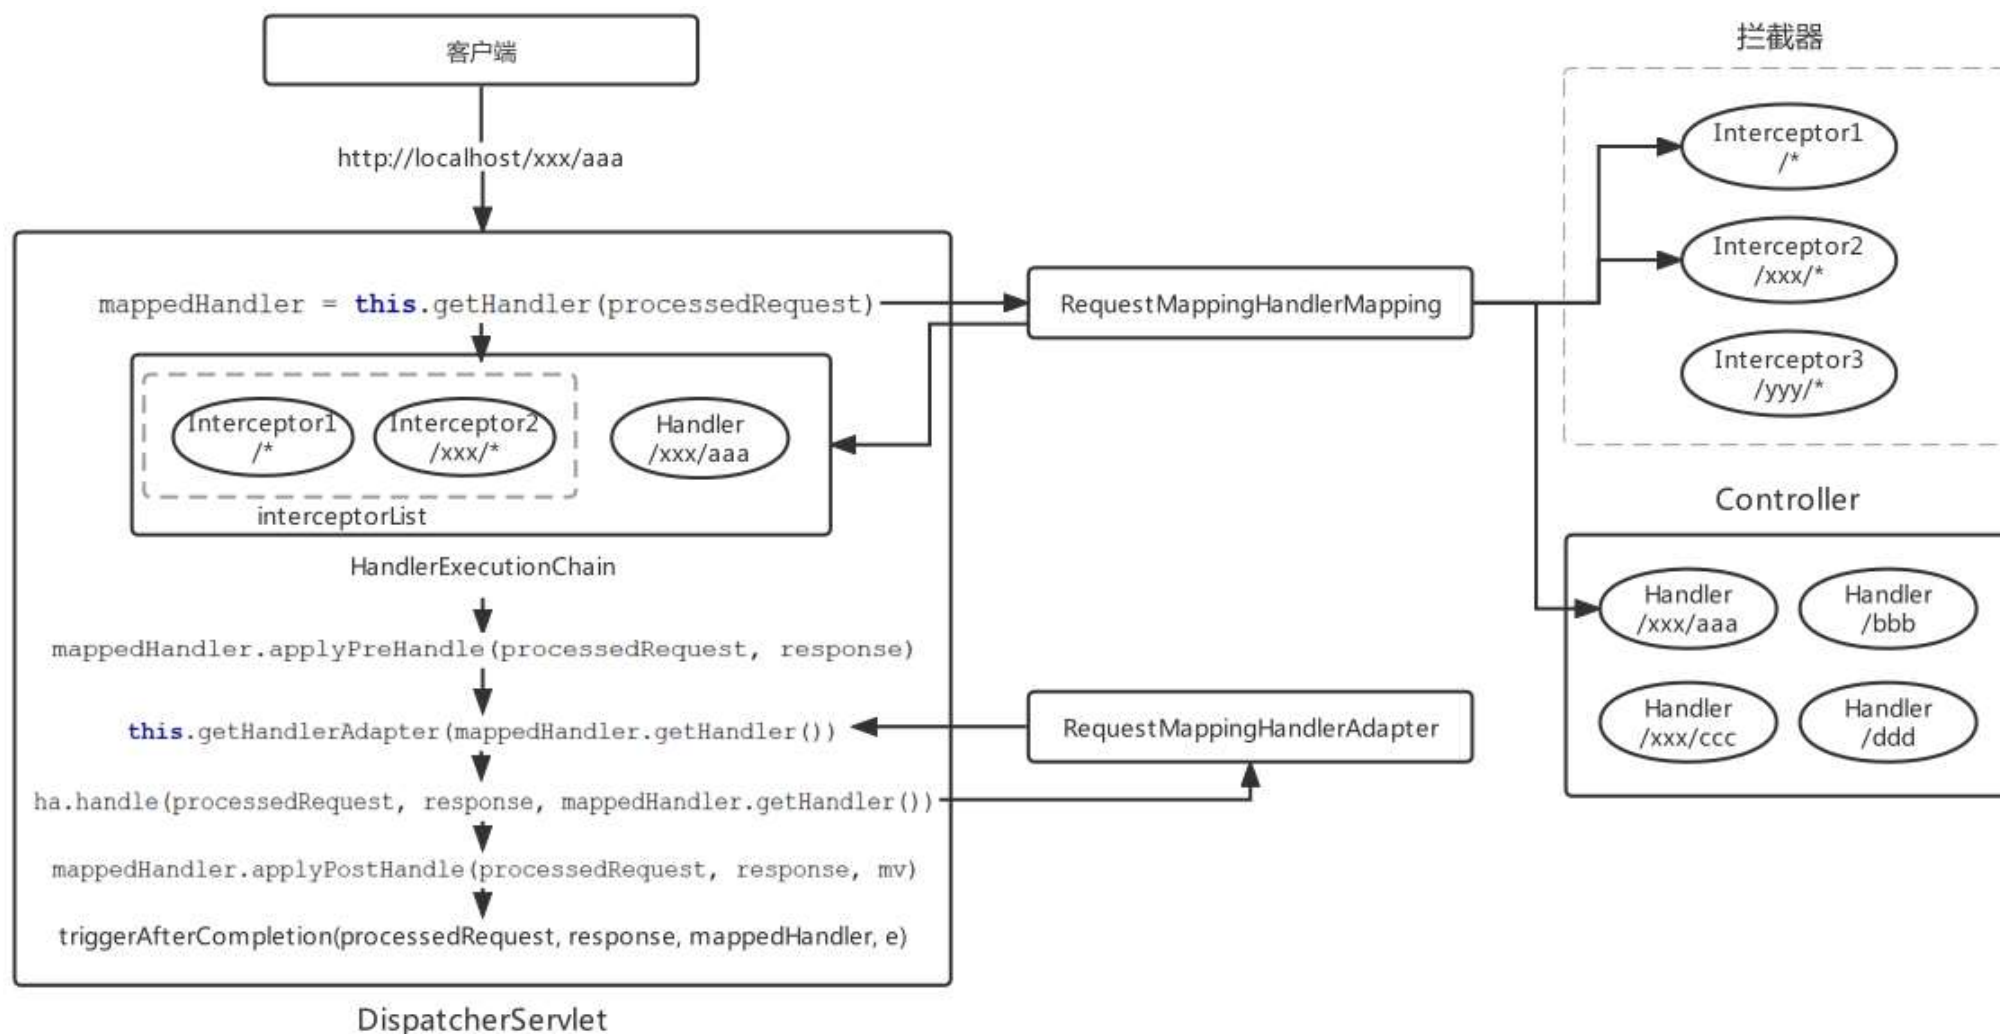 客户端
http://localhost/xxx/aaa
mappedHandler = this.getHandler(processedRequest)
Interceptor1
/*
Interceptor2
/xxx/*
Handler
/xxx/aaa
interceptorList
HandlerExecutionChain
mappedHandler.applyPreHandle(processedRequest, response)
this.getHandlerAdapter(mappedHandler.getHandler())
ha.handle(processedRequest, response, mappedHandler.getHandler())
mappedHandler.applyPostHandle(processedRequest, response, mv)
triggerAfterCompletion(processedRequest, response, mappedHandler, e)
DispatcherServlet
RequestMappingHandlerMapping
RequestMappingHandlerAdapter
拦截器
Interceptor1
/*
Interceptor2
/xxx/*
Interceptor3
/yyy/*
Controller
Handler
/xxx/aaa
Handler
/bbb
Handler
/xxx/ccc
Handler
/ddd